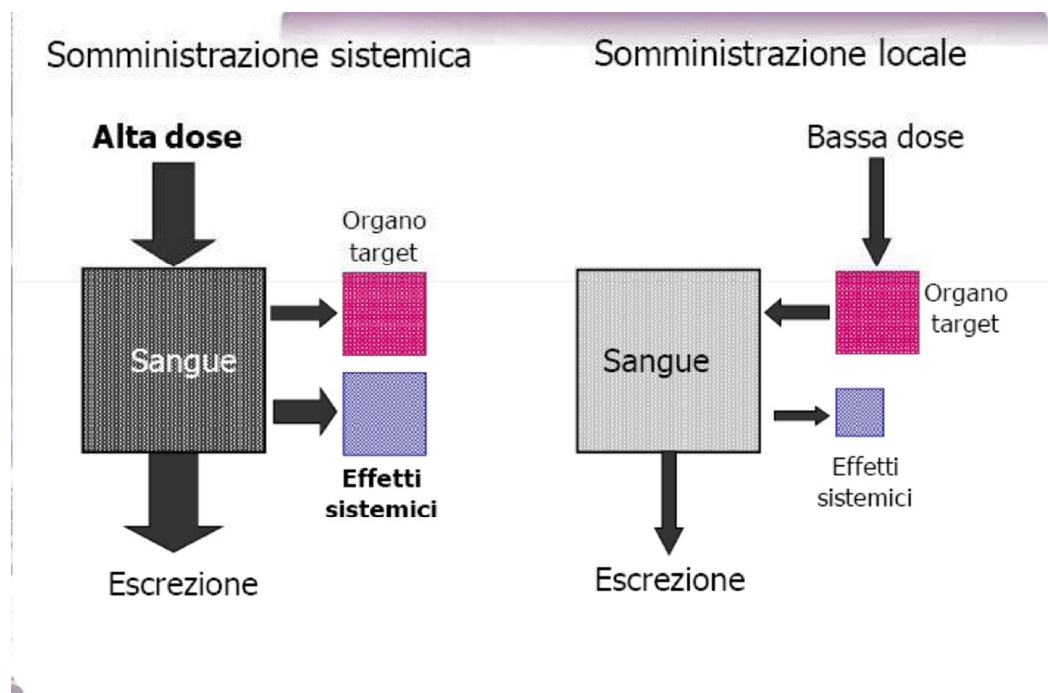 Somministrazione sistemica
Alta dose
Organo
target
Sangue
Effetti
sistemici
Escrezione
Somministrazione locale
Bassa dose
Organo
target
Sangue
Effetti
sistemici
Escrezione